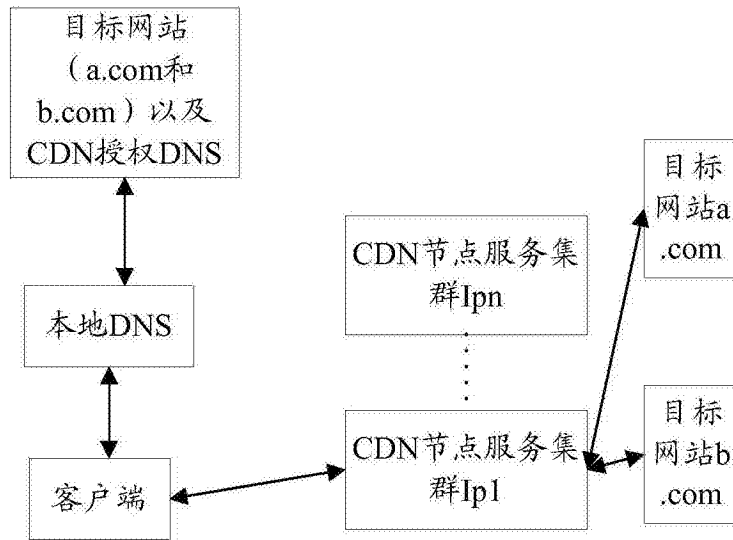 目标网站
（a.com和
b.com）以及
CDN授权DNS
本地DNS
客户端
CDN节点服务集
群Ipn
CDN节点服务集
群Ip1
目标
网站a
.com
目标
网站b
.com